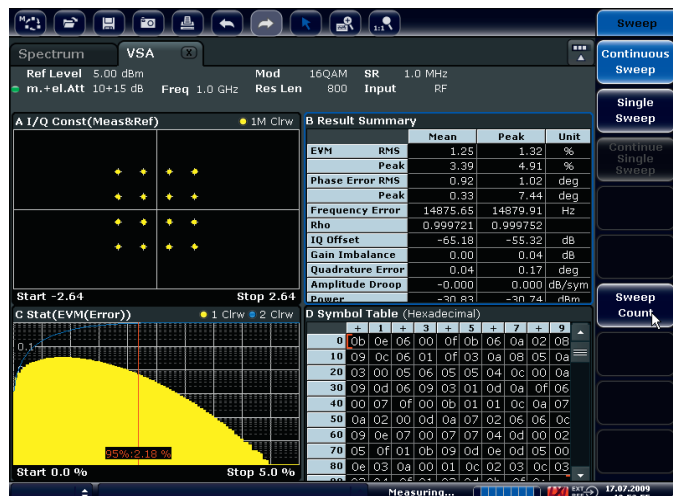 Sweep
Spectrum VSA
Ref Level 5.00 dBm Mod 16QAM SR 1.0 MHz
m.+el.Att 10+15 dB Freq 1.0 GHz Res Len 800 Input RF
Continuous Sweep
Single Sweep
Continue Single Sweep
Sweep Count
A I/Q Const(Meas&Ref) 1M Clrw
Start -2.64 Stop 2.64
B Result Summary
Mean Peak Unit
EVM RMS 1.25 1.32 %
Peak 3.39 4.91 %
Phase Error RMS 0.92 1.02 deg
Peak 0.33 7.44 deg
Frequency Error 14875.65 14879.91 Hz
Rho 0.999721 0.999752
IQ Offset -65.18 -55.32 dB
Gain Imbalance 0.00 0.04 dB
Quadrature Error 0.04 0.17 deg
Amplitude Droop -0.000 0.000 dB/sym
Power -30.83 -30.74 dBm
C Stat(EVM(Error)) 1 Clrw 2 Clrw
0.1
95%:2.18 %
Start 0.0 % Stop 5.0 %
D Symbol Table (Hexadecimal)
+ 1 + 3 + 5 + 7 + 9
0 0b 0e 06 00 0f 0b 06 0a 02 08
10 09 0c 06 01 0f 03 0a 08 05 0a
20 03 00 05 06 05 05 04 0c 00 0a
30 09 0d 06 09 03 01 0d 0a 0f 06
40 00 07 0f 00 0b 01 01 0c 0a 07
50 0a 02 00 0d 0a 07 02 06 06 0c
60 09 0e 07 00 07 07 04 0d 00 02
70 05 0f 01 0b 09 0d 0e 0d 05 00
80 0e 03 0a 00 01 0c 02 03 0c 03
Measuring... EXT 17.07.2009